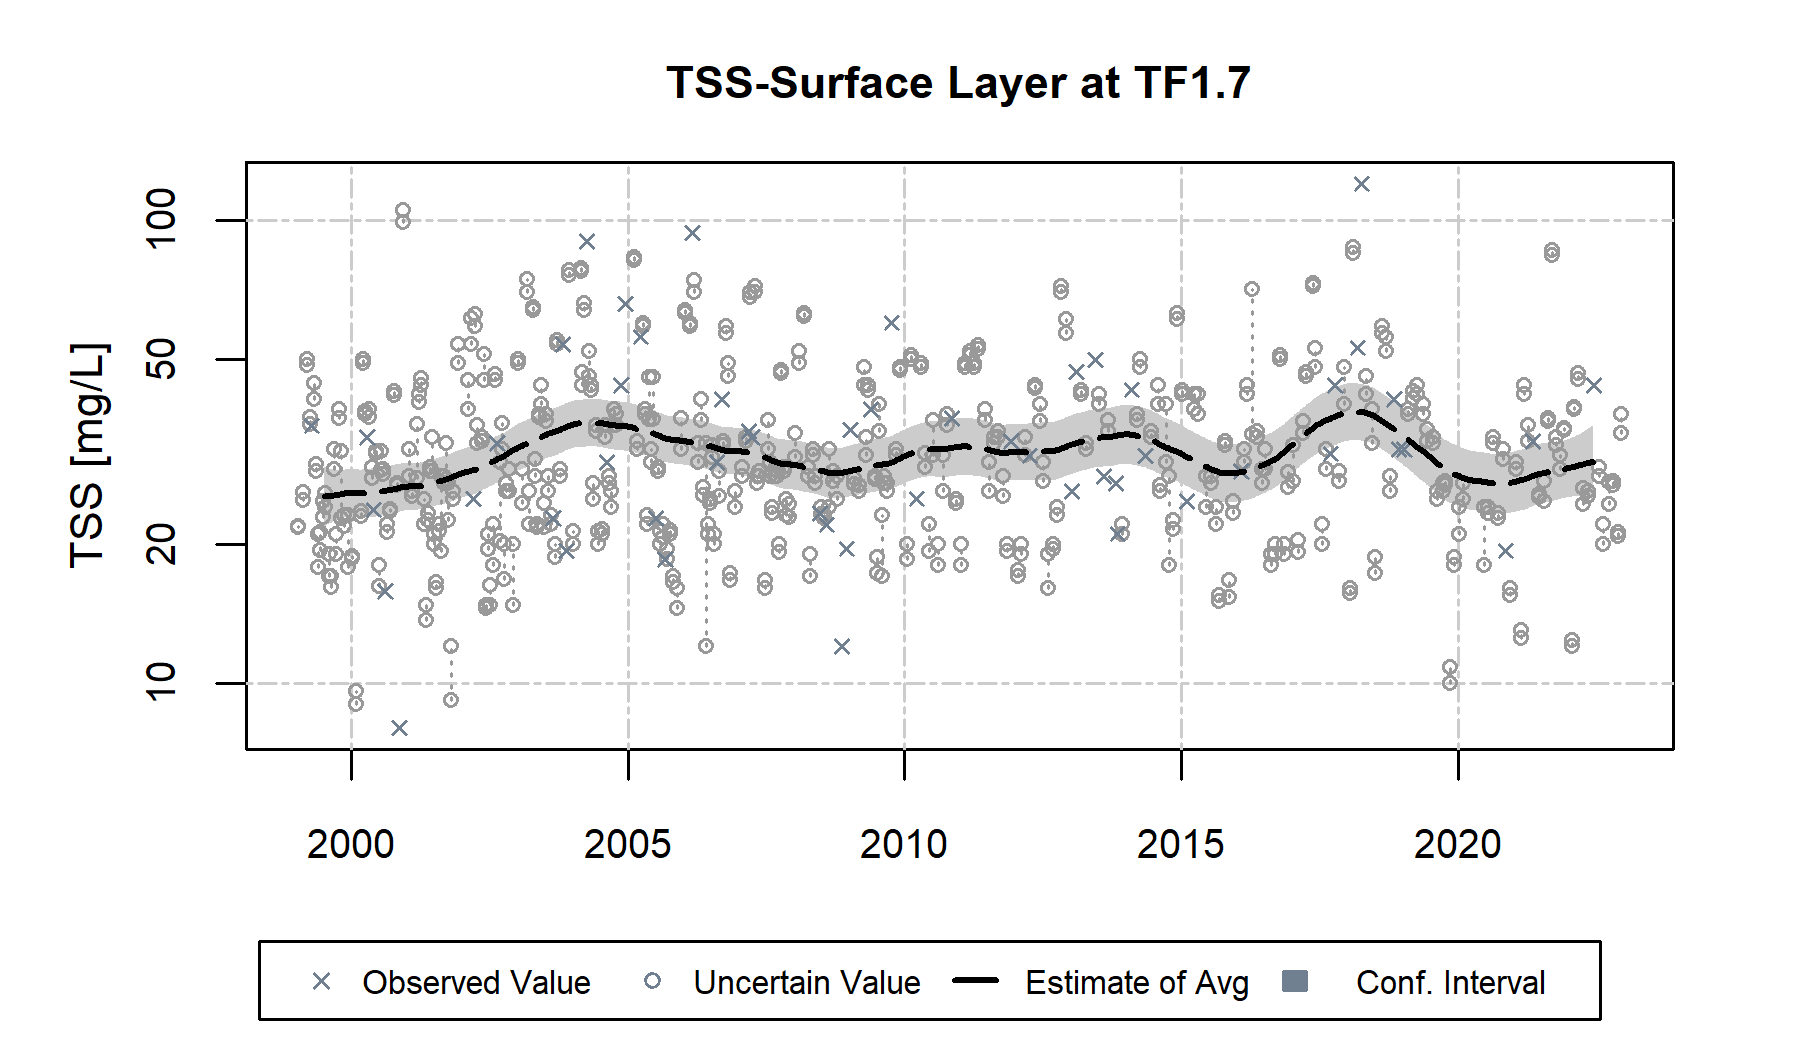 TSS-Surface Layer at TF1.7
TSS [mg/L]
100
50
20
10
2000 2005 2010 2015 2020
Observed Value Uncertain Value Estimate of Avg Conf. Interval